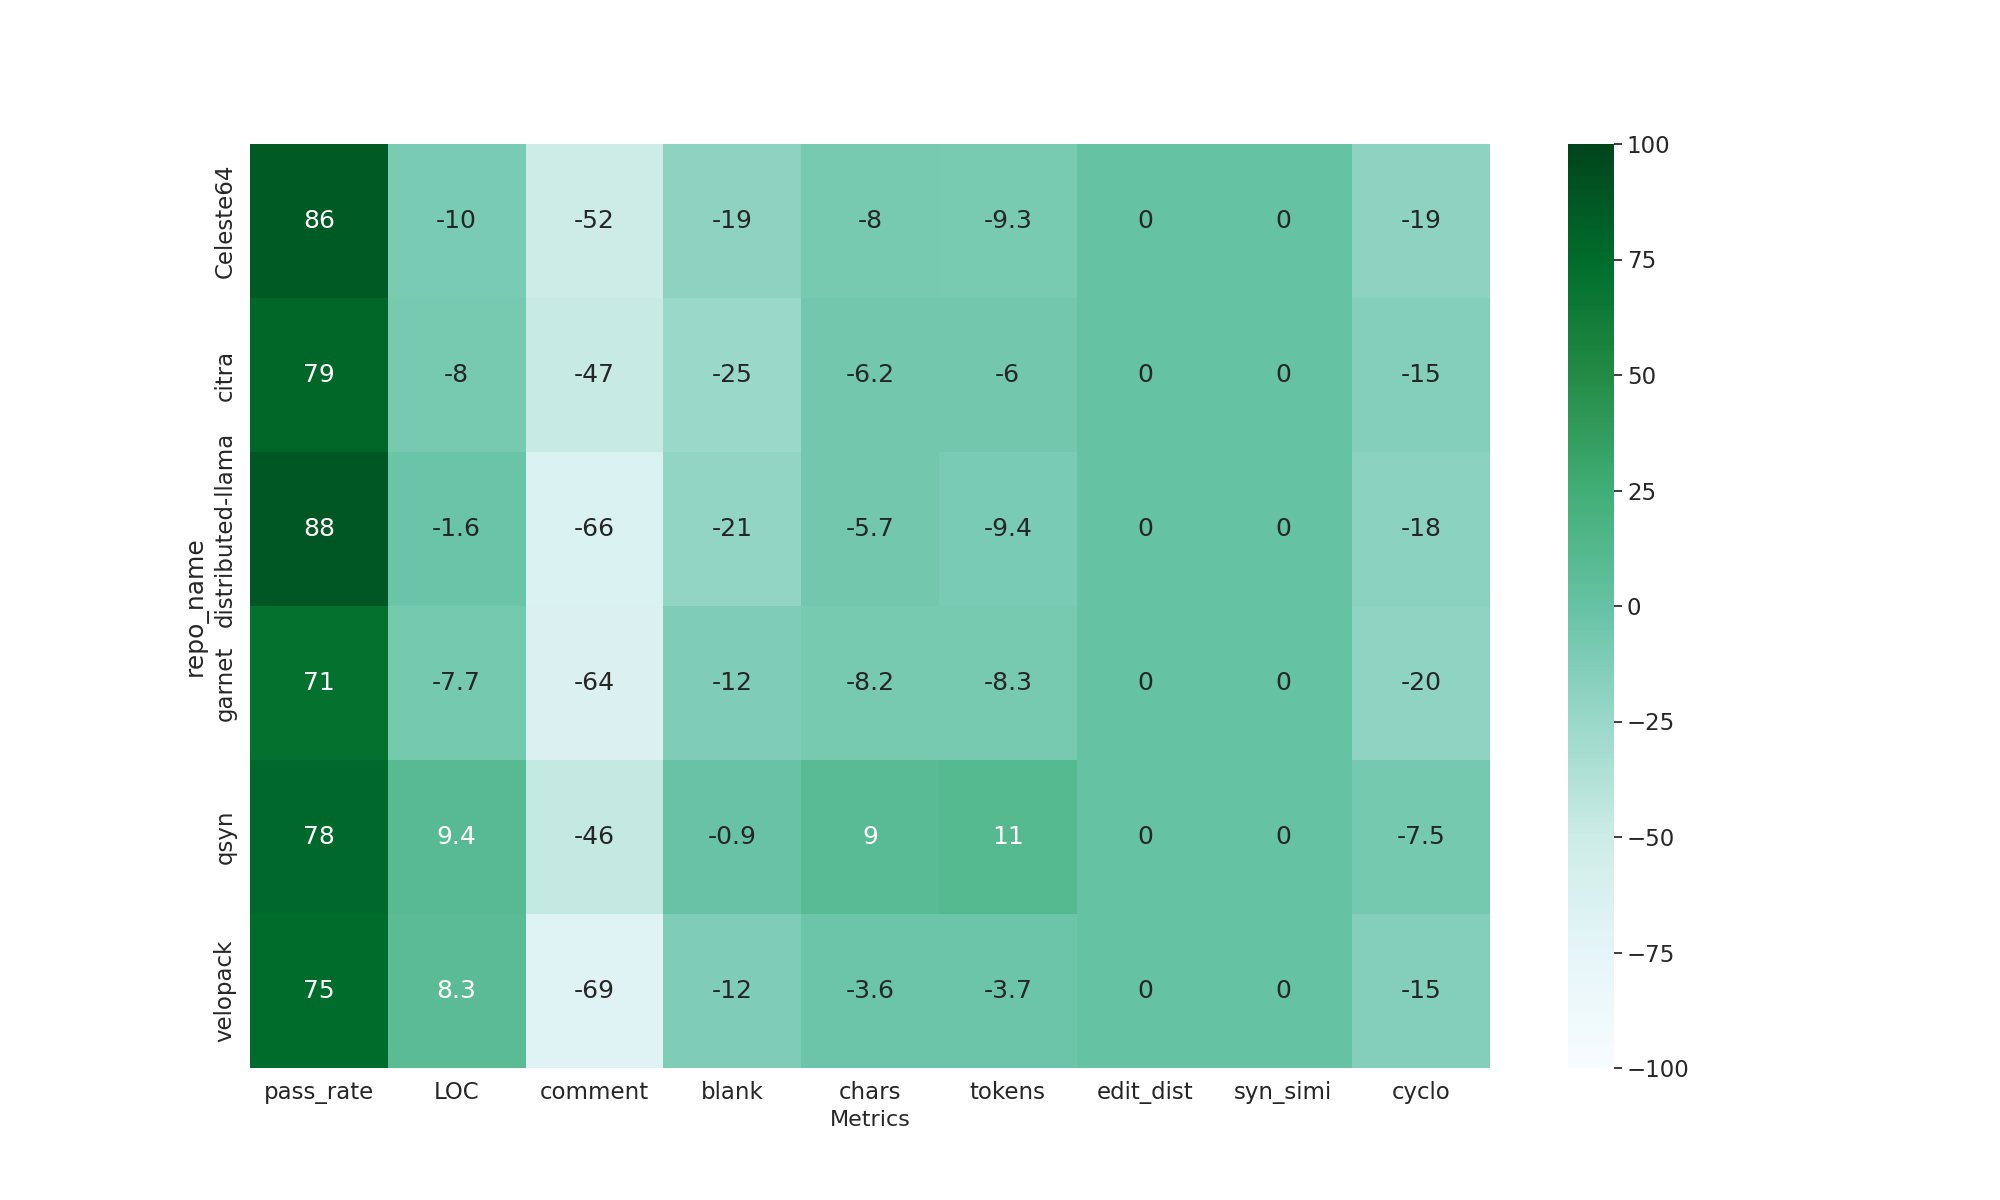 Celeste64 86 -10 -52 -19 -8 -9.3 0 0 -19 100
75
citra 79 -8 -47 -25 -6.2 -6 0 0 -15 50
25
distributed-llama 88 -1.6 -66 -21 -5.7 -9.4 0 0 -18
repo_name 0
garnet 71 -7.7 -64 -12 -8.2 -8.3 0 0 -20
−25
qsyn 78 9.4 -46 -0.9 9 11 0 0 -7.5 −50
−75
velopack 75 8.3 -69 -12 -3.6 -3.7 0 0 -15
−100
pass_rate LOC comment blank chars tokens edit_dist syn_simi cyclo
Metrics